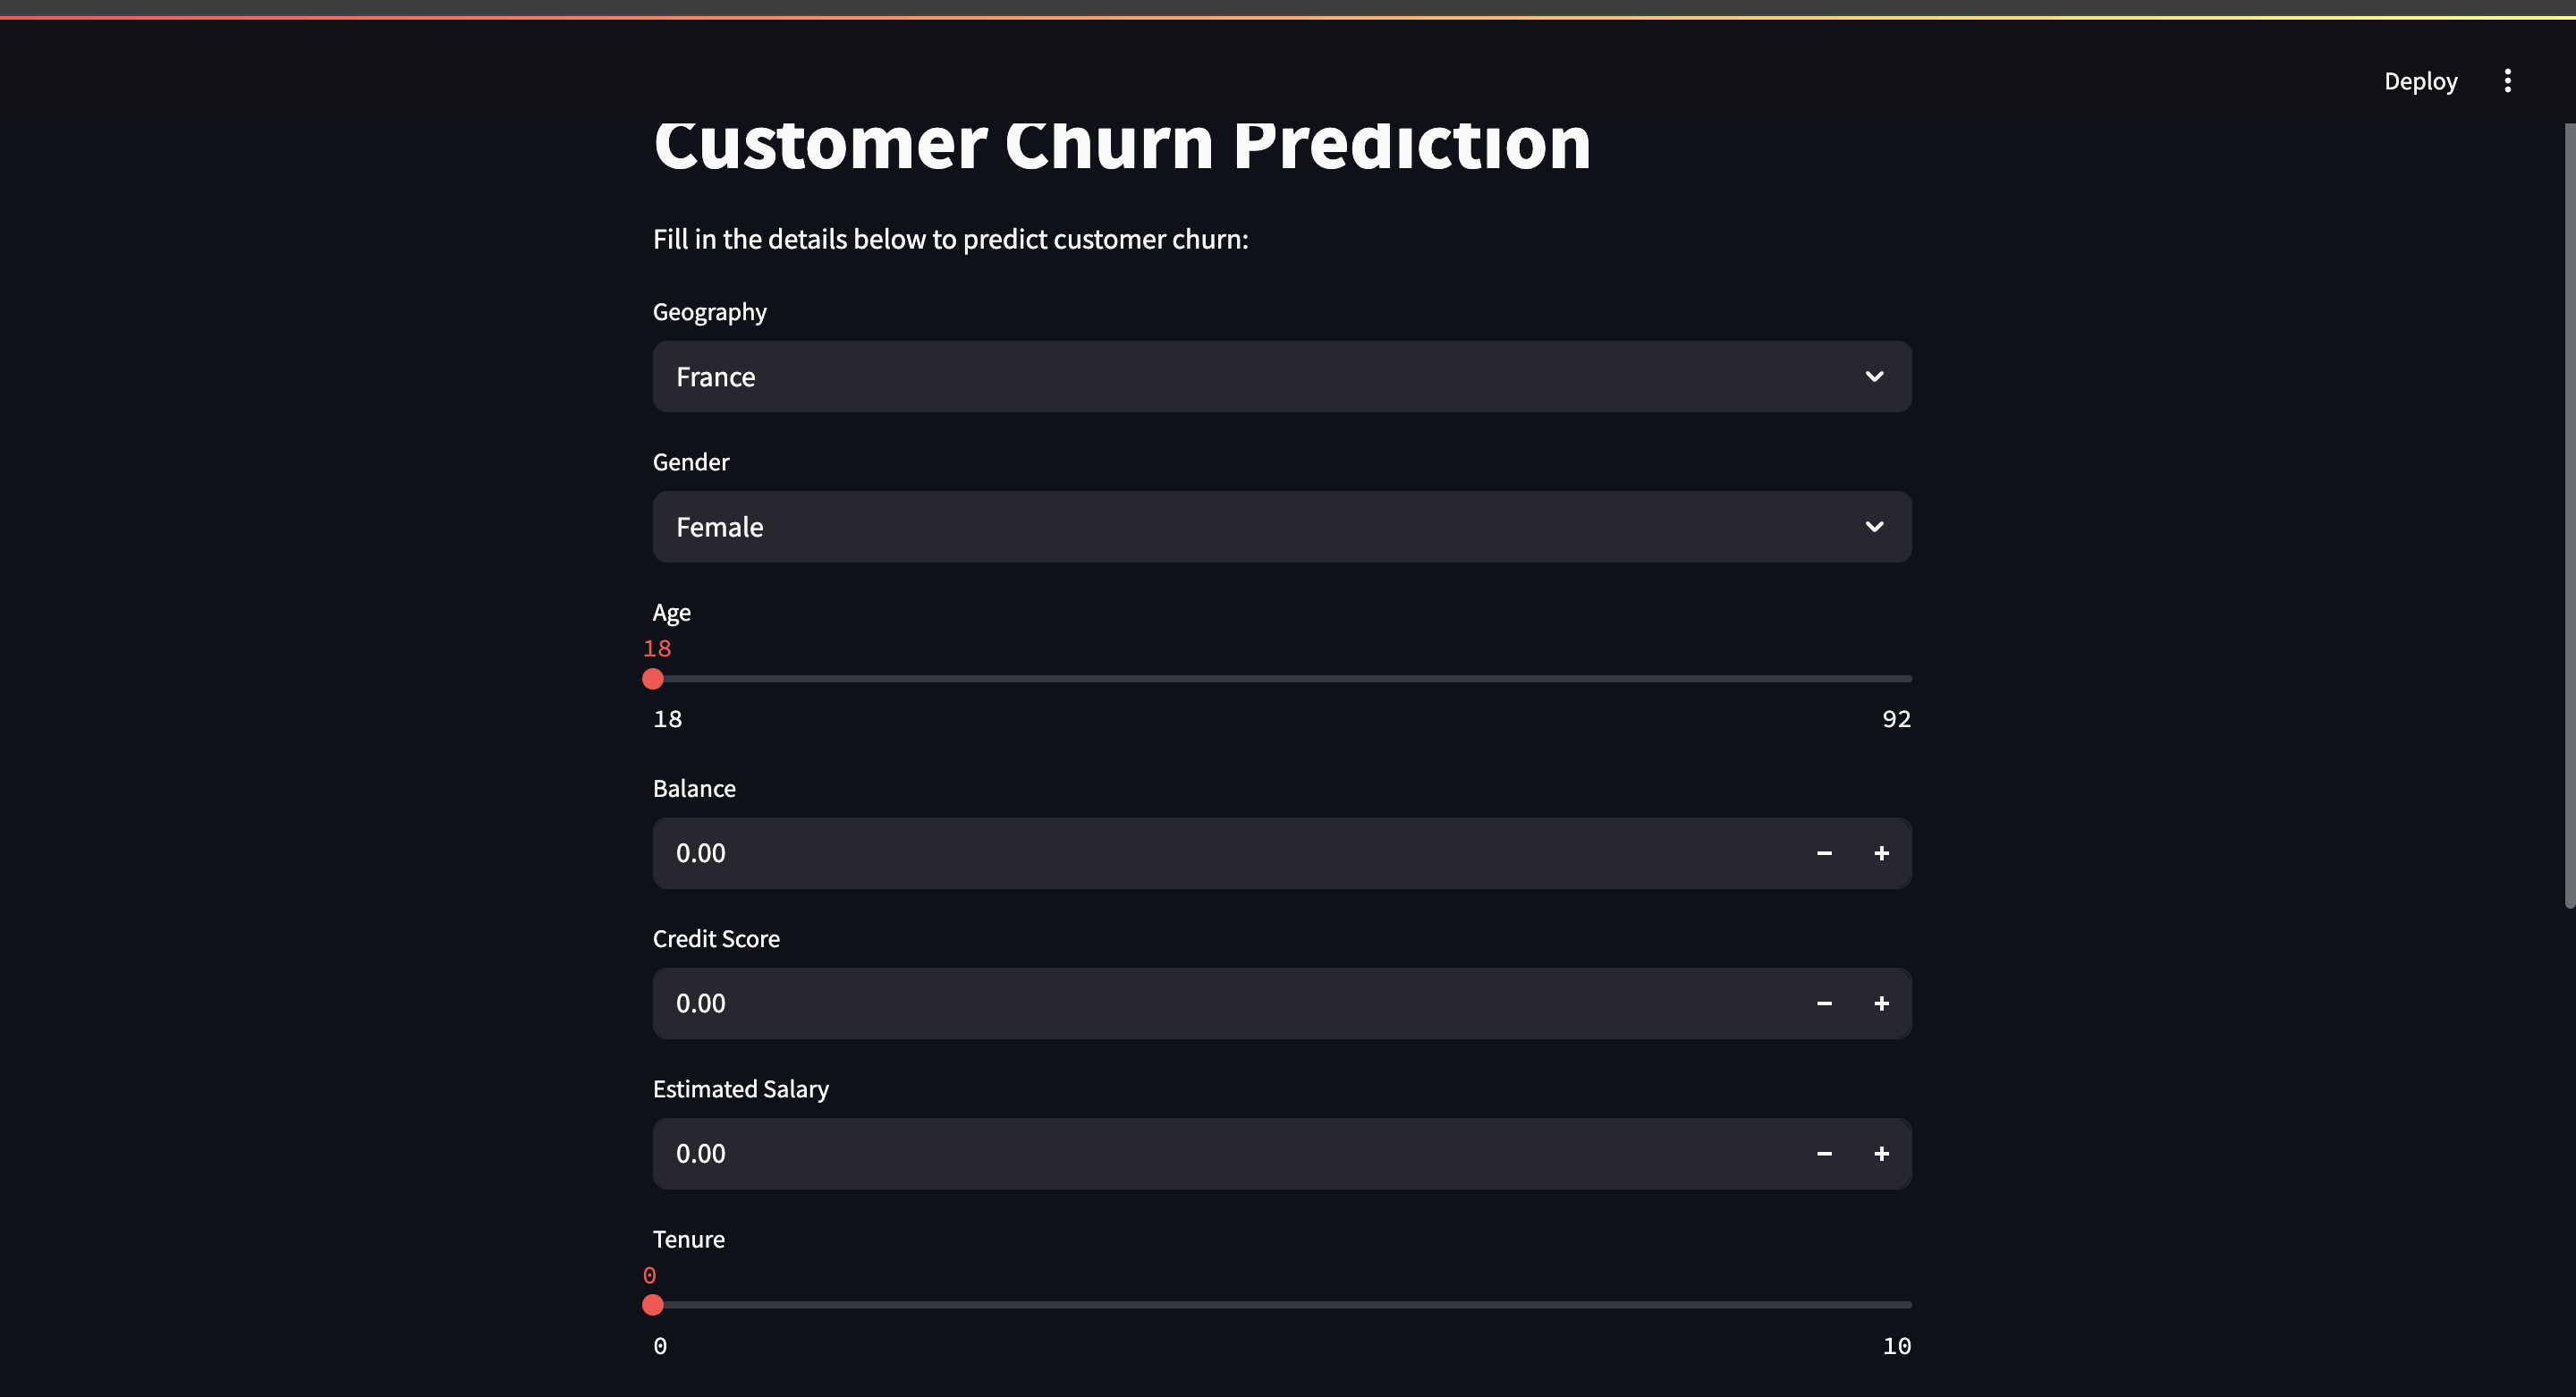 Deploy
Customer Churn Prediction
Fill in the details below to predict customer churn:
Geography
France
Gender
Female
Age
18
18 92
Balance
0.00
Credit Score
0.00
Estimated Salary
0.00
Tenure
0
0 10